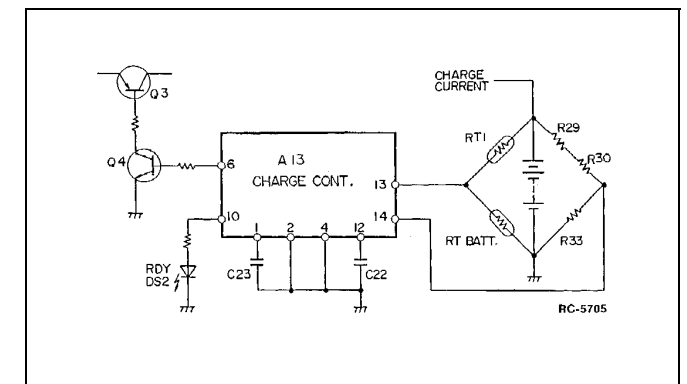 CHARGE
CURRENT
Q3
RT1
R29
R30
Q4
6
A13
CHARGE CONT.
13
14
10
1
2
4
12
RT BATT.
R33
RDY
DS2
C23
C22
RC-5705